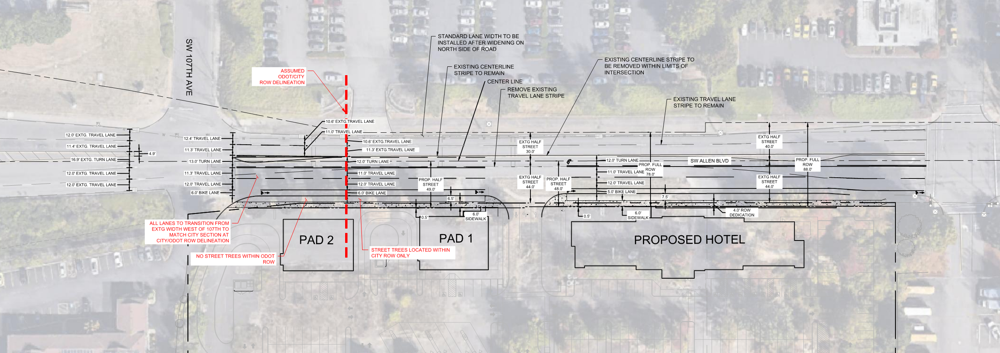 SW 107TH AVE
STANDARD LANE WIDTH TO BE
INSTALLED AFTER WIDENING ON
NORTH SIDE OF ROAD
EXISTING CENTERLINE
STRIPE TO REMAIN
CENTER LINE
REMOVE EXISTING
TRAVEL LANE STRIPE
EXISTING CENTERLINE STRIPE TO
BE REMOVED WITHIN LIMITS OF
INTERSECTION
EXISTING TRAVEL LANE
STRIPE TO REMAIN
ASSUMED
ODOT/CITY
ROW DELINEATION
12.0' EXTG. TRAVEL LANE
11.4' EXTG. TRAVEL LANE
4.9'
16.9' EXTG. TURN LANE
12.0' EXTG. TRAVEL LANE
12.0' EXTG. TRAVEL LANE
12.4' TRAVEL LANE
11.3' TRAVEL LANE
13.0' TURN LANE
11.3' TRAVEL LANE
12.0' TRAVEL LANE
6.0' BIKE LANE
10.6' EXTG.TRAVEL LANE
11.0' TRAVEL LANE
10.6' EXTG.TRAVEL LANE
11.3' EXTG.TRAVEL LANE
12.0' TURN LANE
11.0' TRAVEL LANE
12.0' TRAVEL LANE
6.0' BIKE LANE
PROP. HALF
STREET
49.0'
6.5'
EXTG HALF
STREET
30.0'
EXTG HALF
STREET
44.0'
PROP. HALF
STREET
48.0'
12.0' TURN LANE
11.0' TRAVEL LANE
12.0' TRAVEL LANE
5.0' BIKE LANE
PROP. FULL
ROW
78.0'
7.5'
SW ALLEN BLVD
EXTG HALF
STREET
40.0'
EXTG HALF
STREET
44.0'
PROP. FULL
ROW
88.0'
0.5'
6.0'
SIDEWALK
0.5'
6.0'
SIDEWALK
4.0' ROW
DEDICATION
ALL LANES TO TRANSITION FROM
EXTG WIDTH WEST OF 107TH TO
MATCH CITY SECTION AT
CITY/ODOT ROW DELINEATION
NO STREET TREES WITHIN ODOT
ROW
STREET TREES LOCATED WITHIN
CITY ROW ONLY
PAD 2
PAD 1
PROPOSED HOTEL
W
WV
WV
W
W
W
W
W
W
W
W
W
W